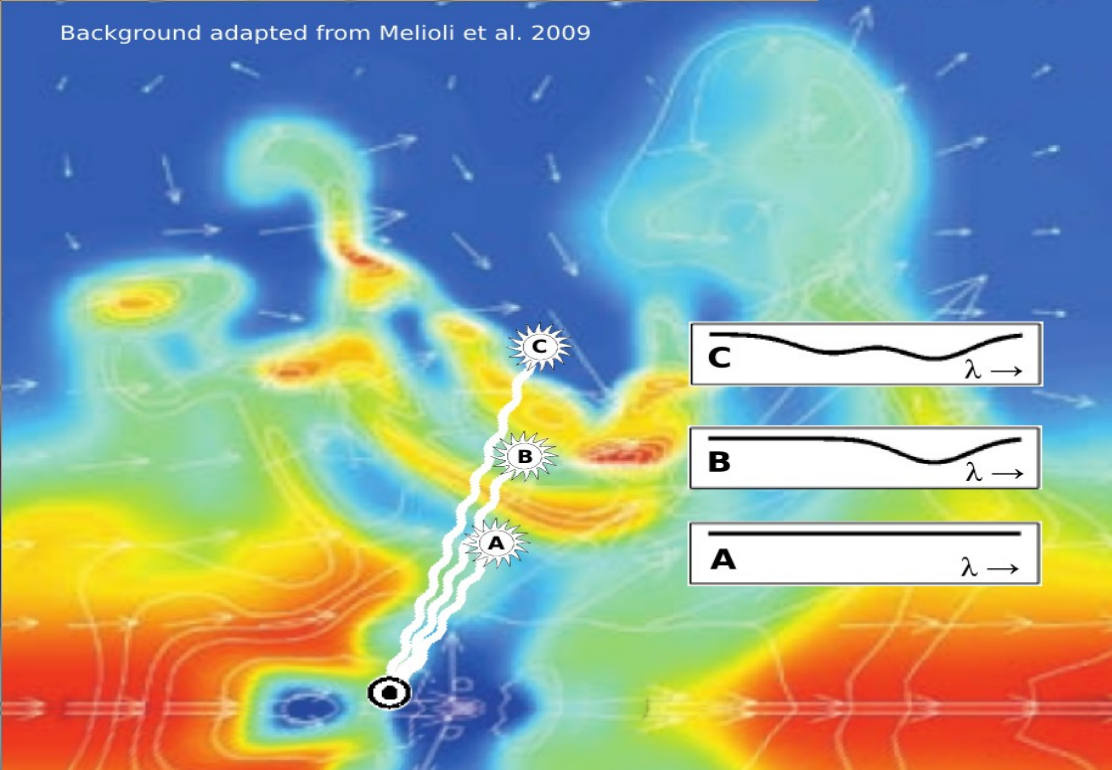 Background adapted from Melioli et al. 2009
C
B
A
C
λ →
B
λ →
A
λ →